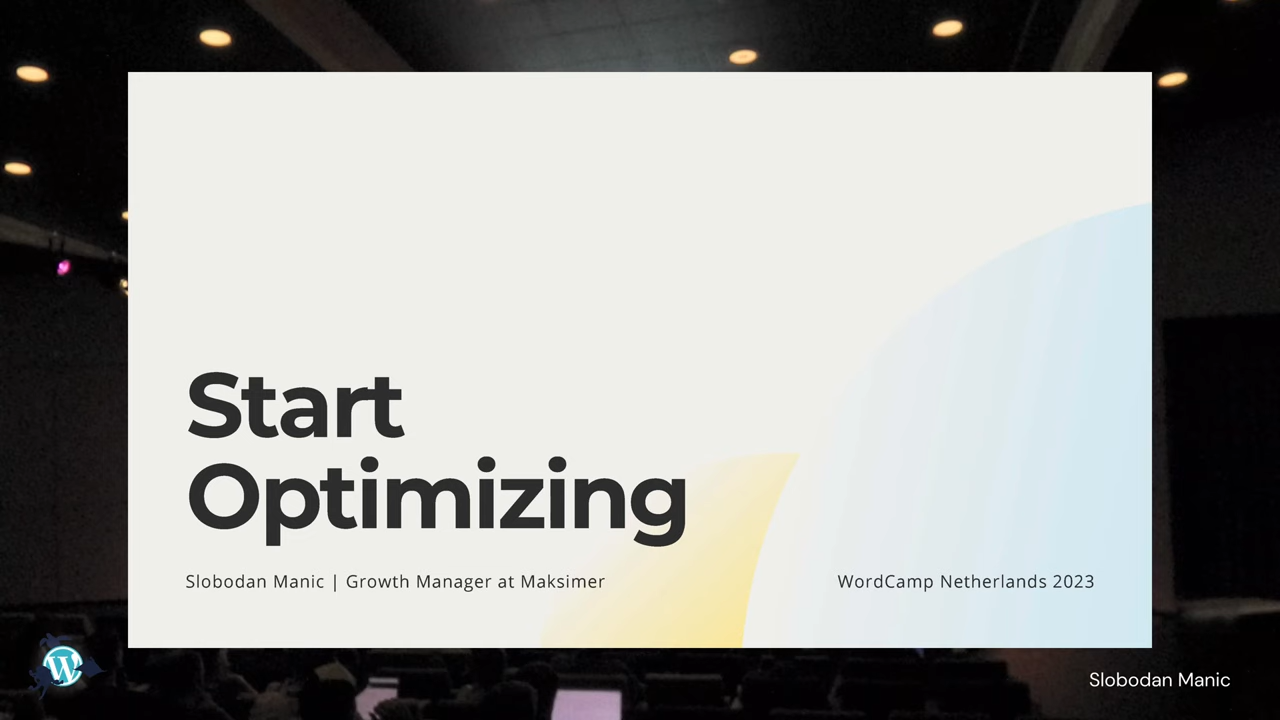 Start
Optimizing
Slobodan Manic | Growth Manager at Maksimer
WordCamp Netherlands 2023
W
Slobodan Manic